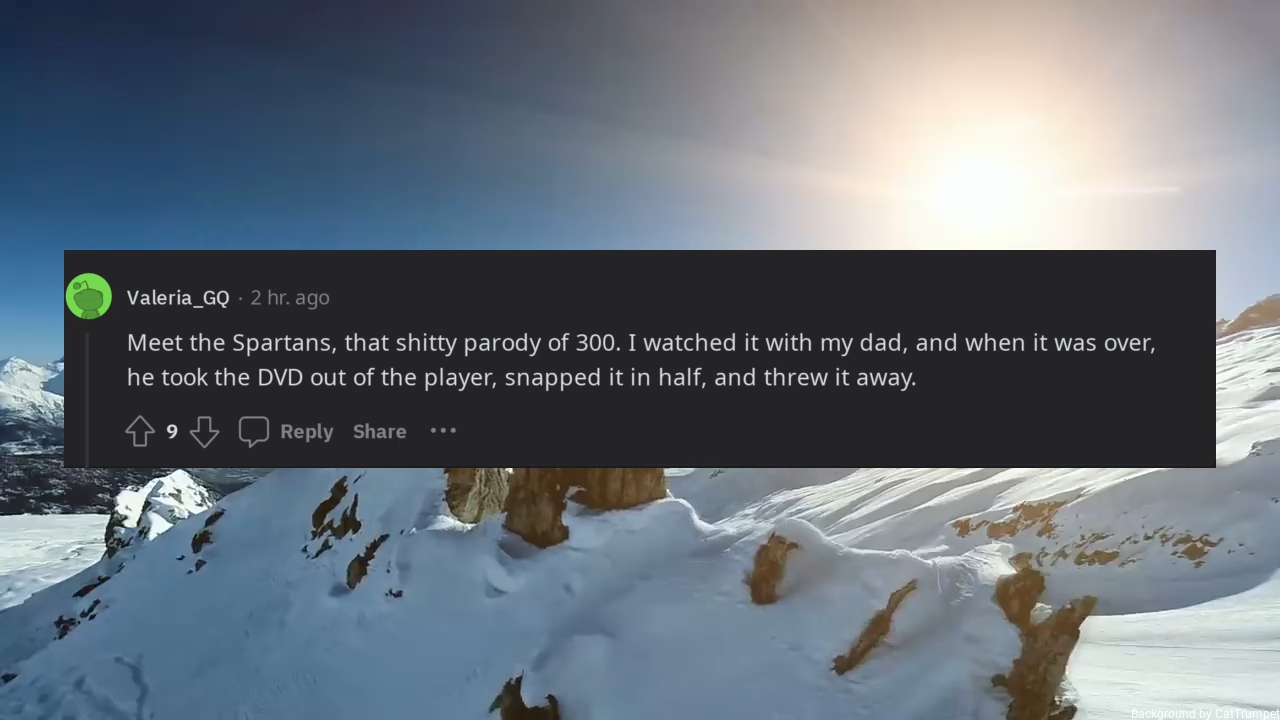 Valeria_GQ · 2 hr. ago
Meet the Spartans, that shitty parody of 300. I watched it with my dad, and when it was over,
he took the DVD out of the player, snapped it in half, and threw it away.
9 Reply Share ···
Background by CatTrumpet